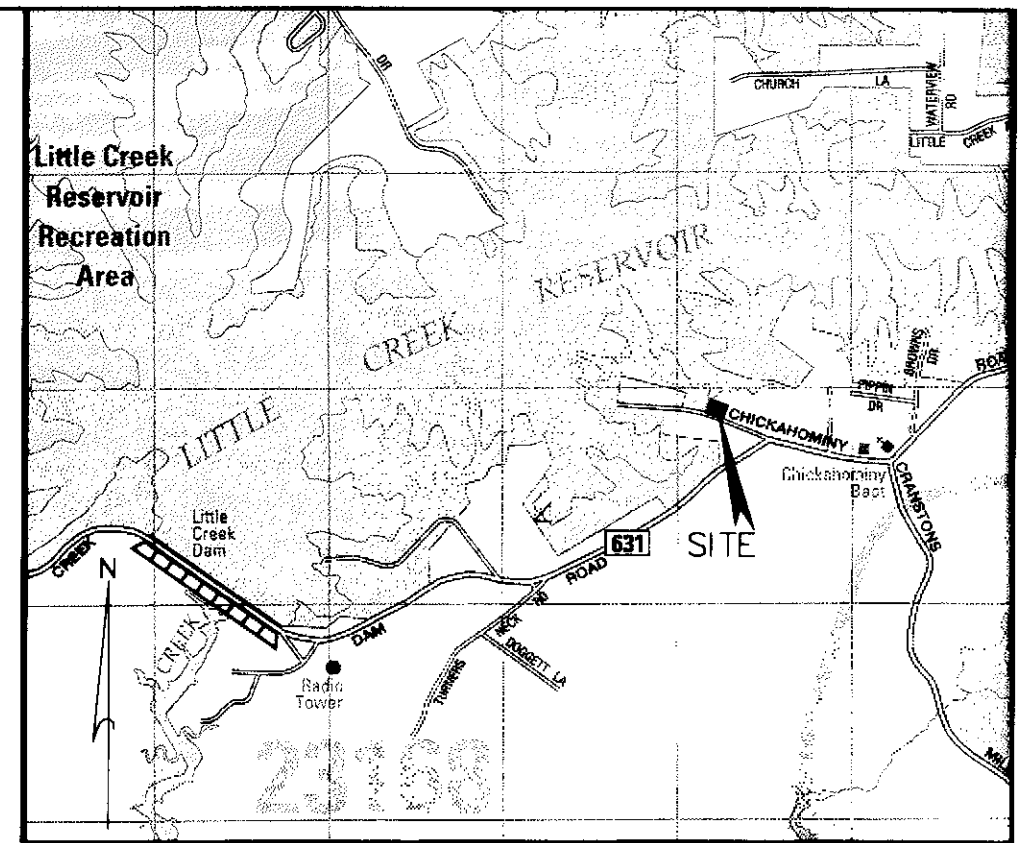 DR
CHURCH LA
WATERVIEW RD
LITTLE CREEK
Little Creek
Reservoir
Recreation
Area
LITTLE CREEK RESERVOIR
BROWNS DR
PIPPIN DR
ROAD
CHICKAHOMINY
Chickahominy
Bapt
CRANSTONS
MILL
631
SITE
Little
Creek
Dam
CREEK
N
CREEK
DAM
ROAD
NECK RD
TURNERS
DOGGETT LA
Radio
Tower
23168